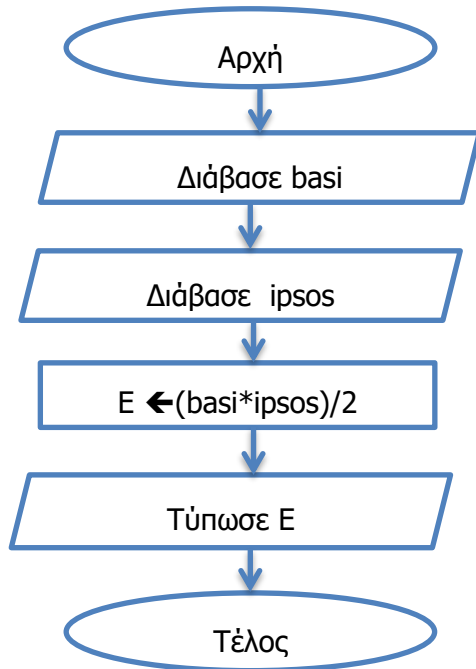 Αρχή
Διάβασε basi
Διάβασε ipsos
Ε 🡸(basi*ipsos)/2
Τύπωσε Ε
Τέλος